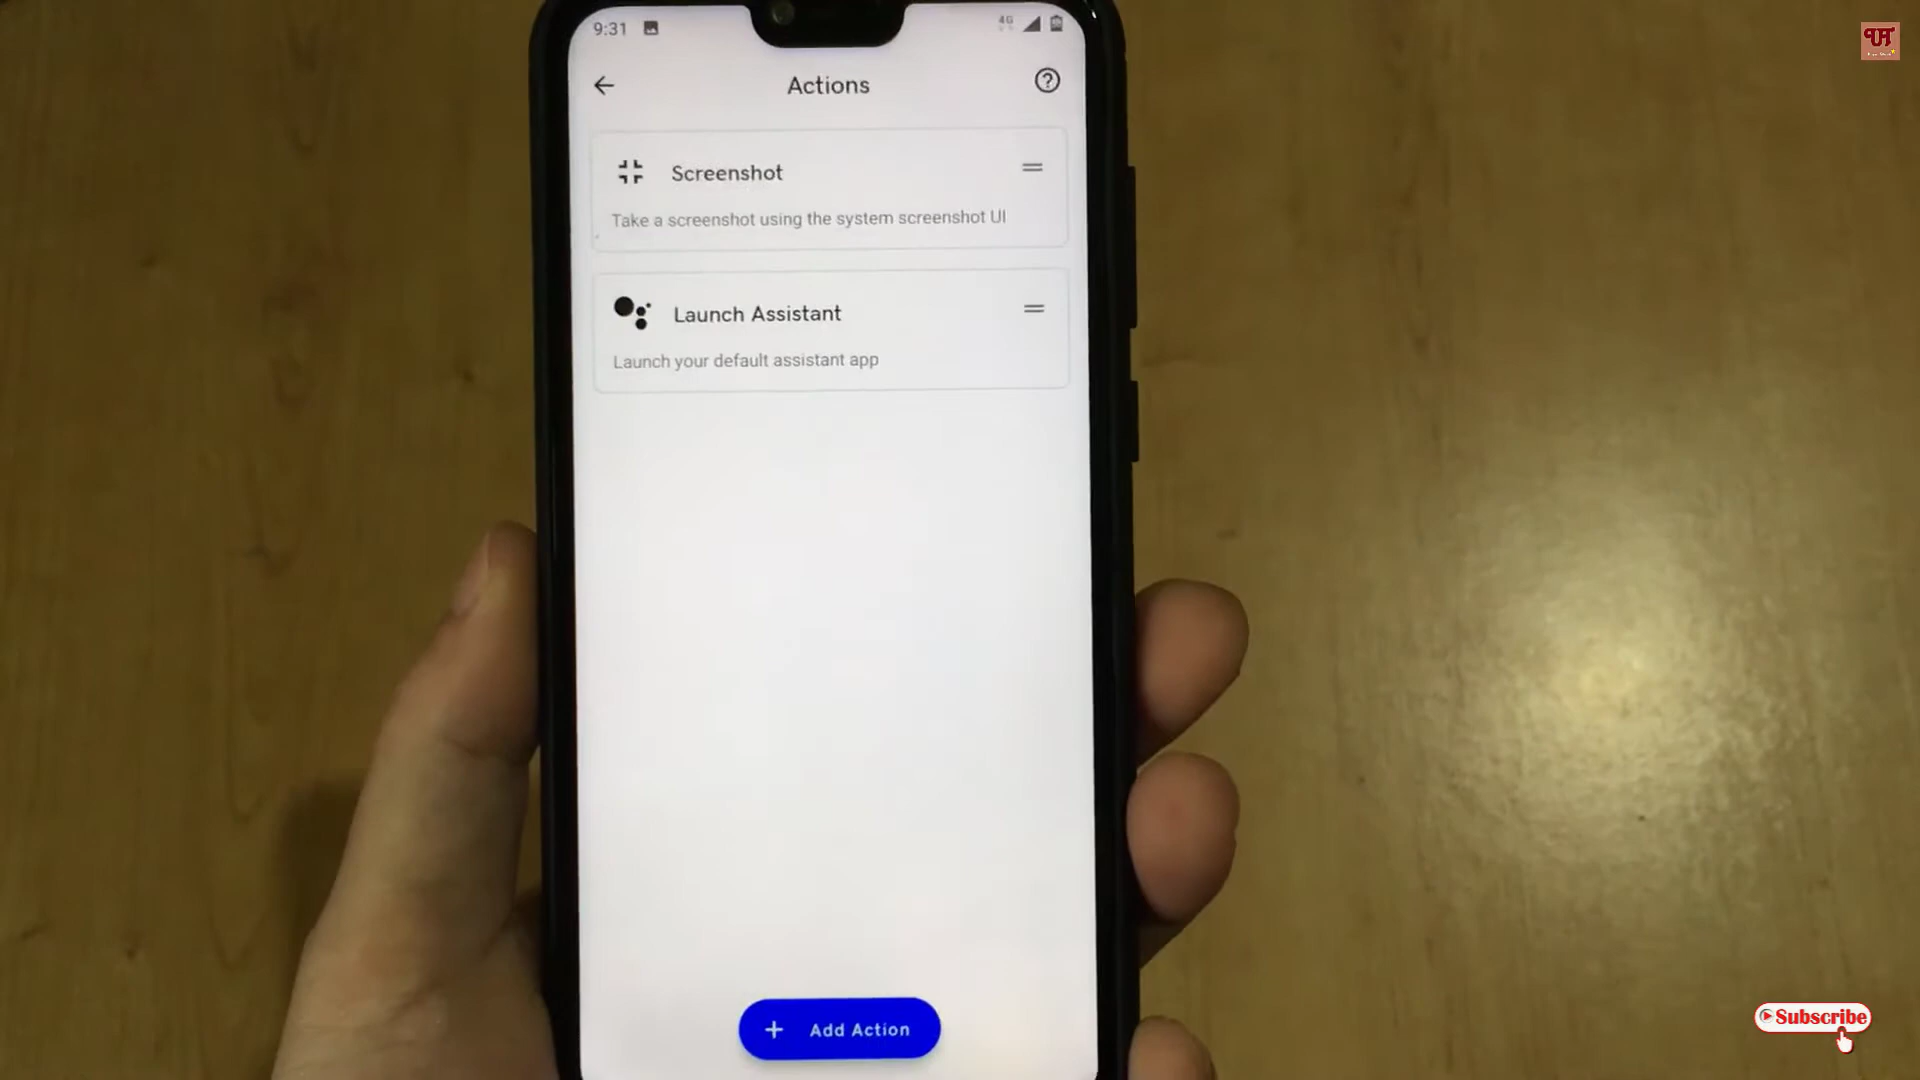 9:31
4G
Actions
Screenshot
Take a screenshot using the system screenshot UI
Launch Assistant
Launch your default assistant app
+ Add Action
Subscribe